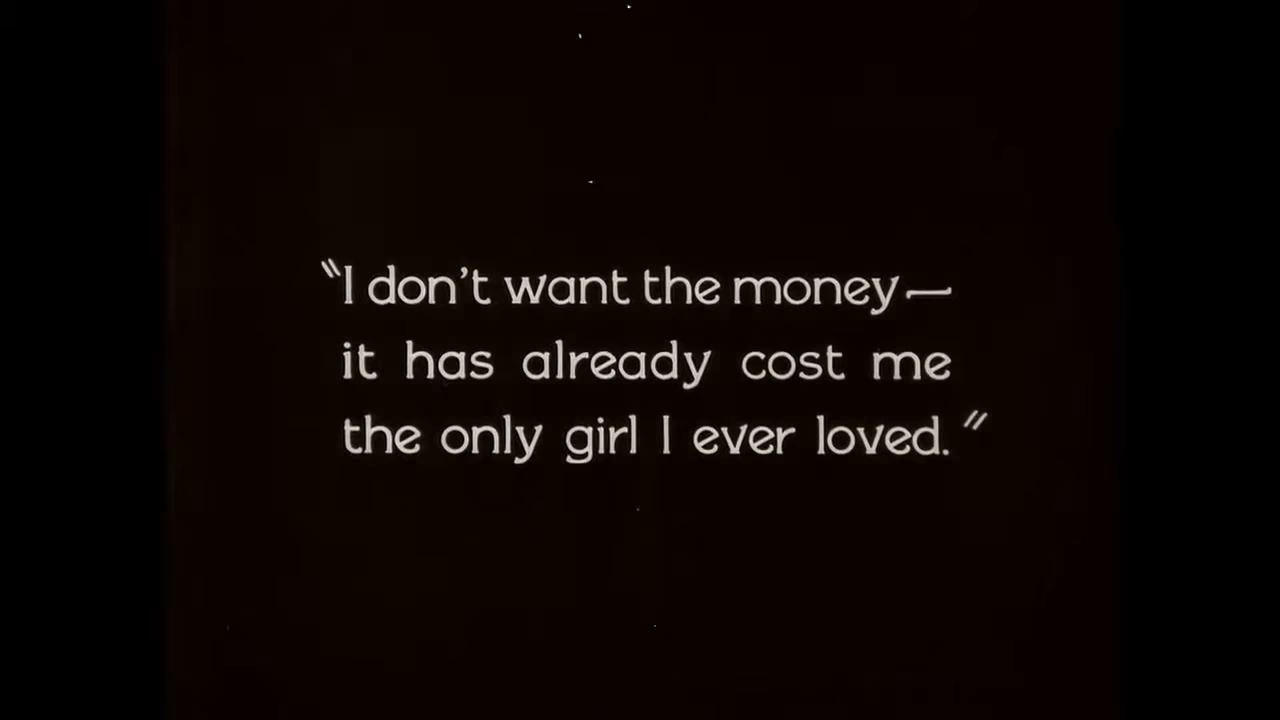 "I don't want the money—
it has already cost me
the only girl I ever loved."